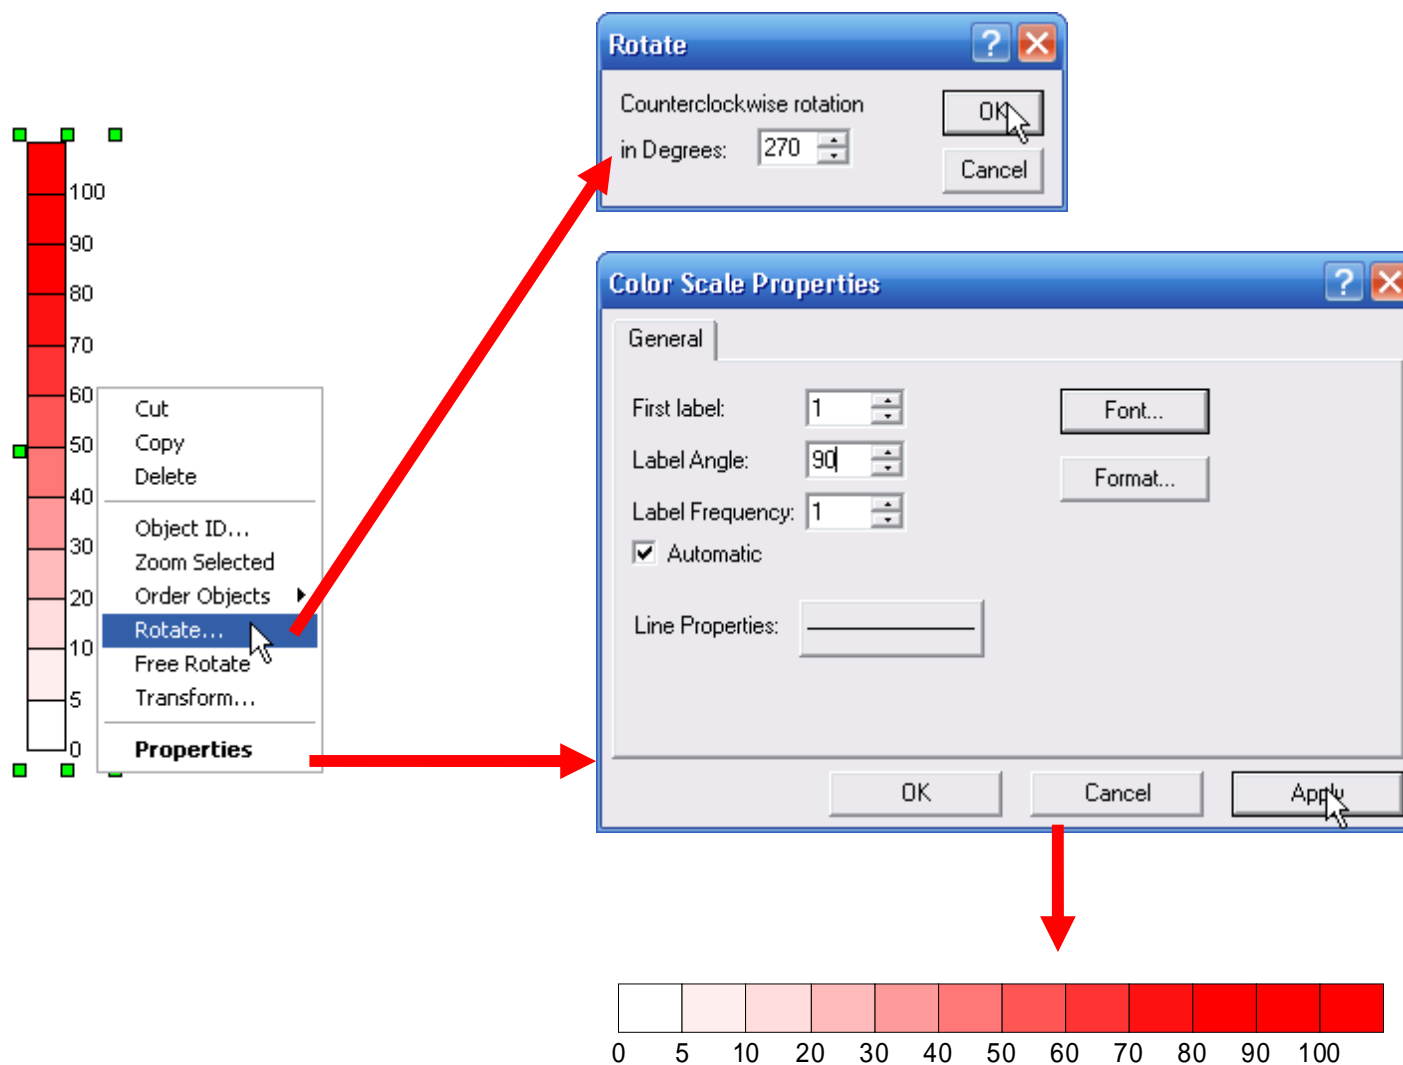 Rotate
Counterclockwise rotation
in Degrees: 270
OK
Cancel
100
90
80
70
60
50
40
30
20
10
5
0
Cut
Copy
Delete
Object ID...
Zoom Selected
Order Objects
Rotate...
Free Rotate
Transform...
Properties
Color Scale Properties
General
First label: 1
Label Angle: 90
Label Frequency: 1
Automatic
Line Properties:
Font...
Format...
OK Cancel Apply
0 5 10 20 30 40 50 60 70 80 90 100